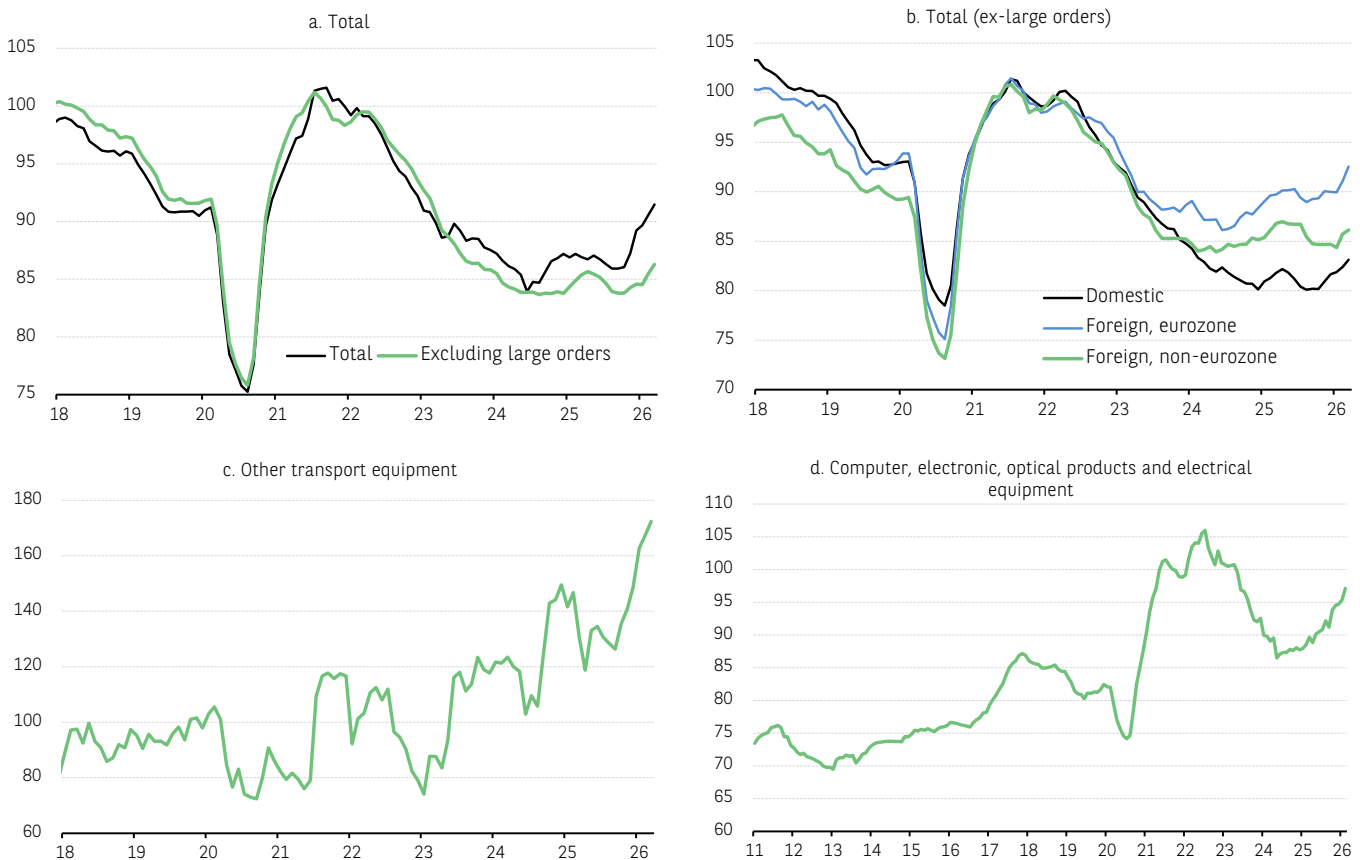 a. Total
105
100
95
90
85
80
75
Total
Excluding large orders
18 19 20 21 22 23 24 25 26
b. Total (ex-large orders)
105
100
95
90
85
80
75
70
Domestic
Foreign, eurozone
Foreign, non-eurozone
18 19 20 21 22 23 24 25 26
c. Other transport equipment
180
160
140
120
100
80
60
18 19 20 21 22 23 24 25 26
d. Computer, electronic, optical products and electrical
equipment
110
105
100
95
90
85
80
75
70
65
60
11 12 13 14 15 16 17 18 19 20 21 22 23 24 25 26